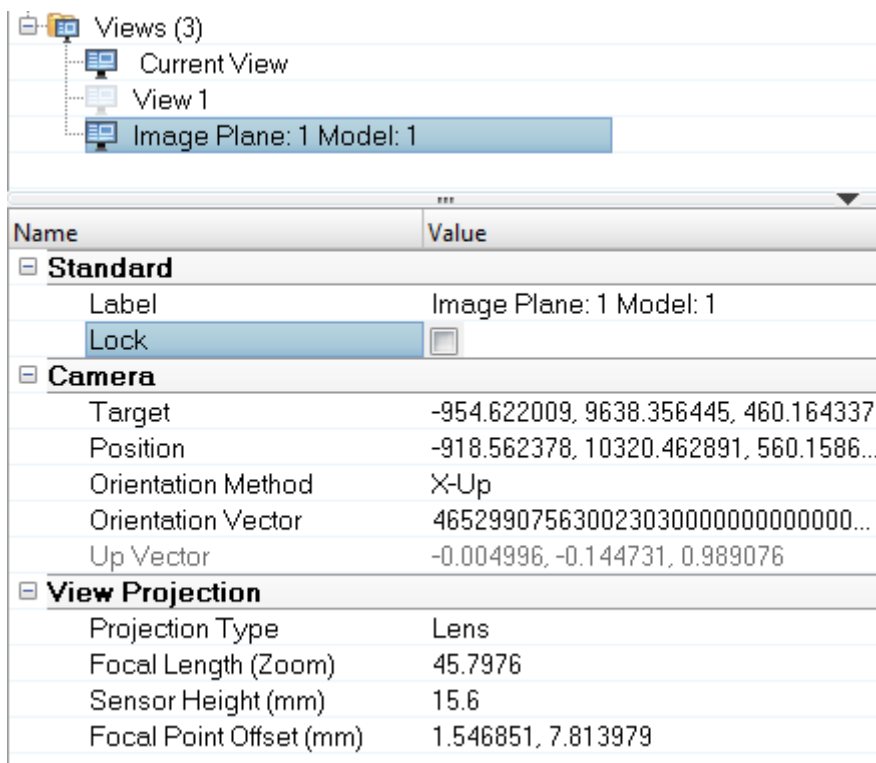 Views (3)
Current View
View 1
Image Plane: 1 Model: 1
Name Value
Standard
Label Image Plane: 1 Model: 1
Lock
Camera
Target -954.622009, 9638.356445, 460.164337
Position -918.562378, 10320.462891, 560.1586...
Orientation Method X-Up
Orientation Vector 46529907563002303000000000000...
Up Vector -0.004996, -0.144731, 0.989076
View Projection
Projection Type Lens
Focal Length (Zoom) 45.7976
Sensor Height (mm) 15.6
Focal Point Offset (mm) 1.546851, 7.813979